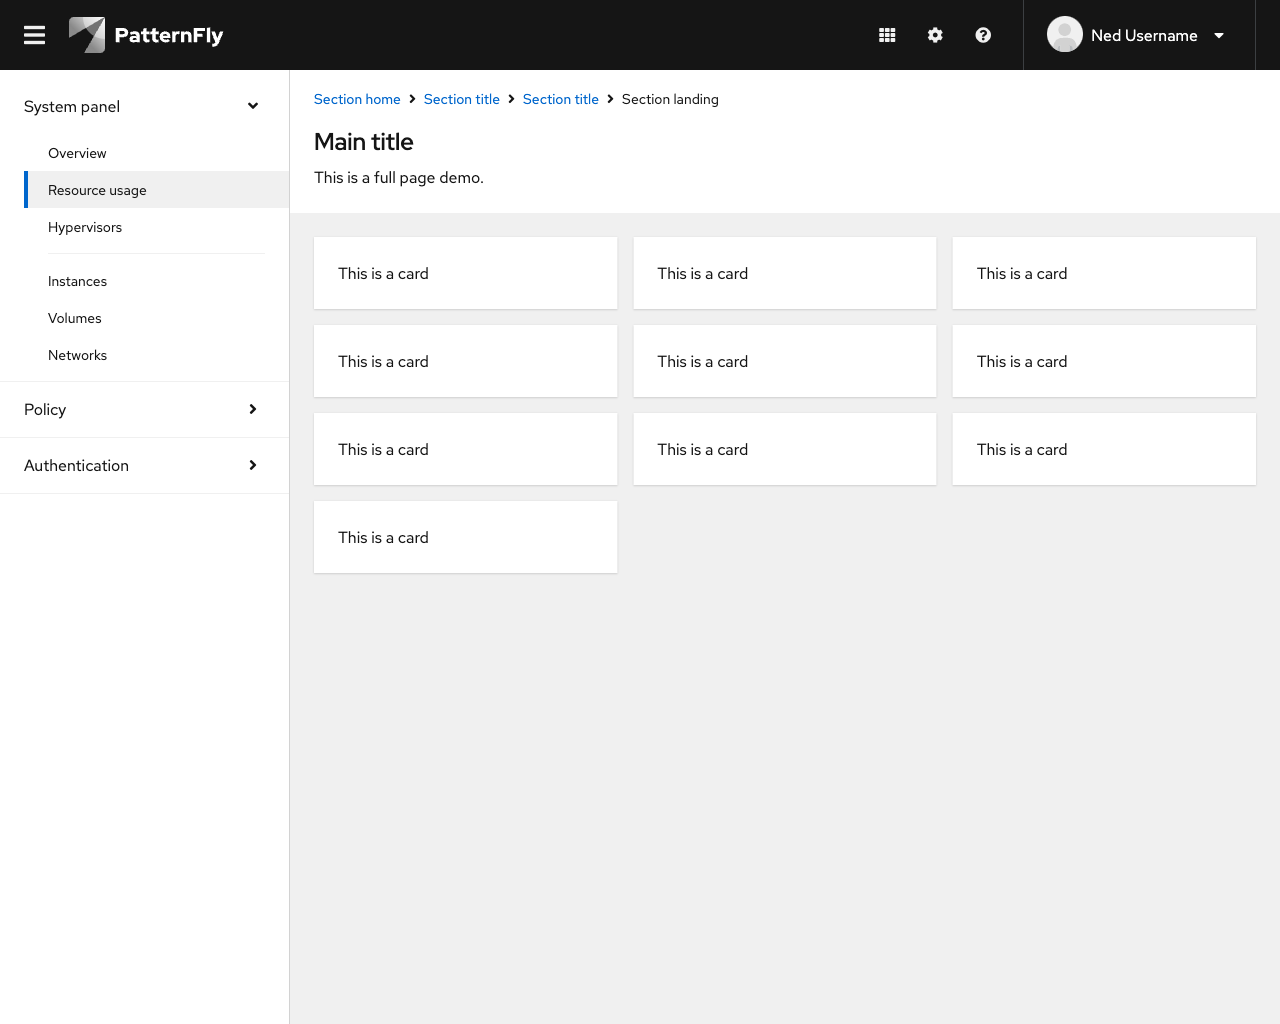 PatternFly
Ned Username
System panel
Overview
Resource usage
Hypervisors
Instances
Volumes
Networks
Policy
Authentication
Section home Section title Section title Section landing
Main title
This is a full page demo.
This is a card This is a card This is a card
This is a card This is a card This is a card
This is a card This is a card This is a card
This is a card